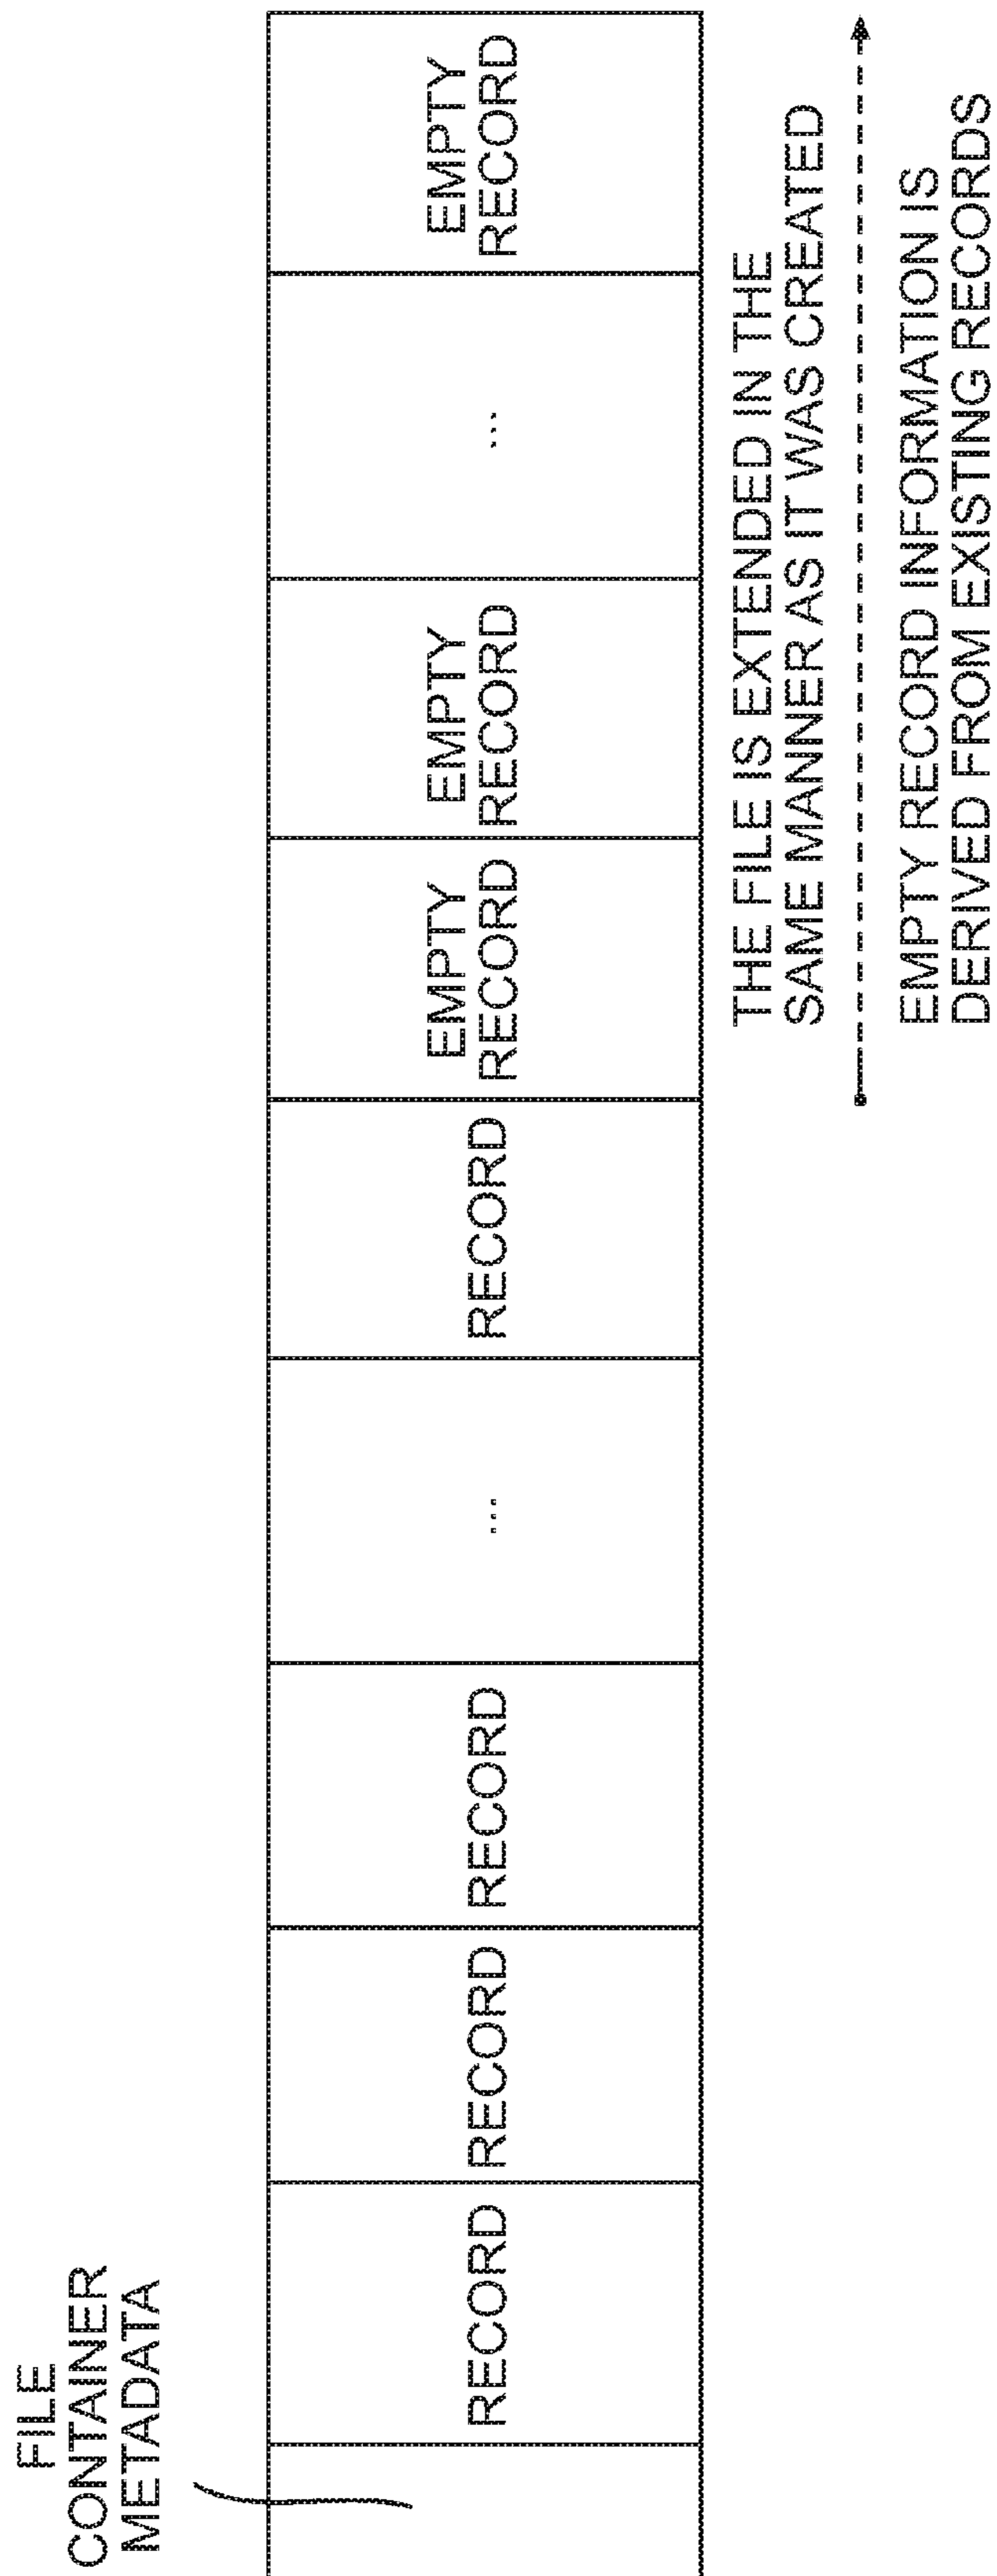 FILE
CONTAINER
METADATA
RECORD
RECORD
RECORD
...
RECORD
EMPTY
RECORD
EMPTY
RECORD
...
EMPTY
RECORD
THE FILE IS EXTENDED IN THE
SAME MANNER AS IT WAS CREATED
EMPTY RECORD INFORMATION IS
DERIVED FROM EXISTING RECORDS